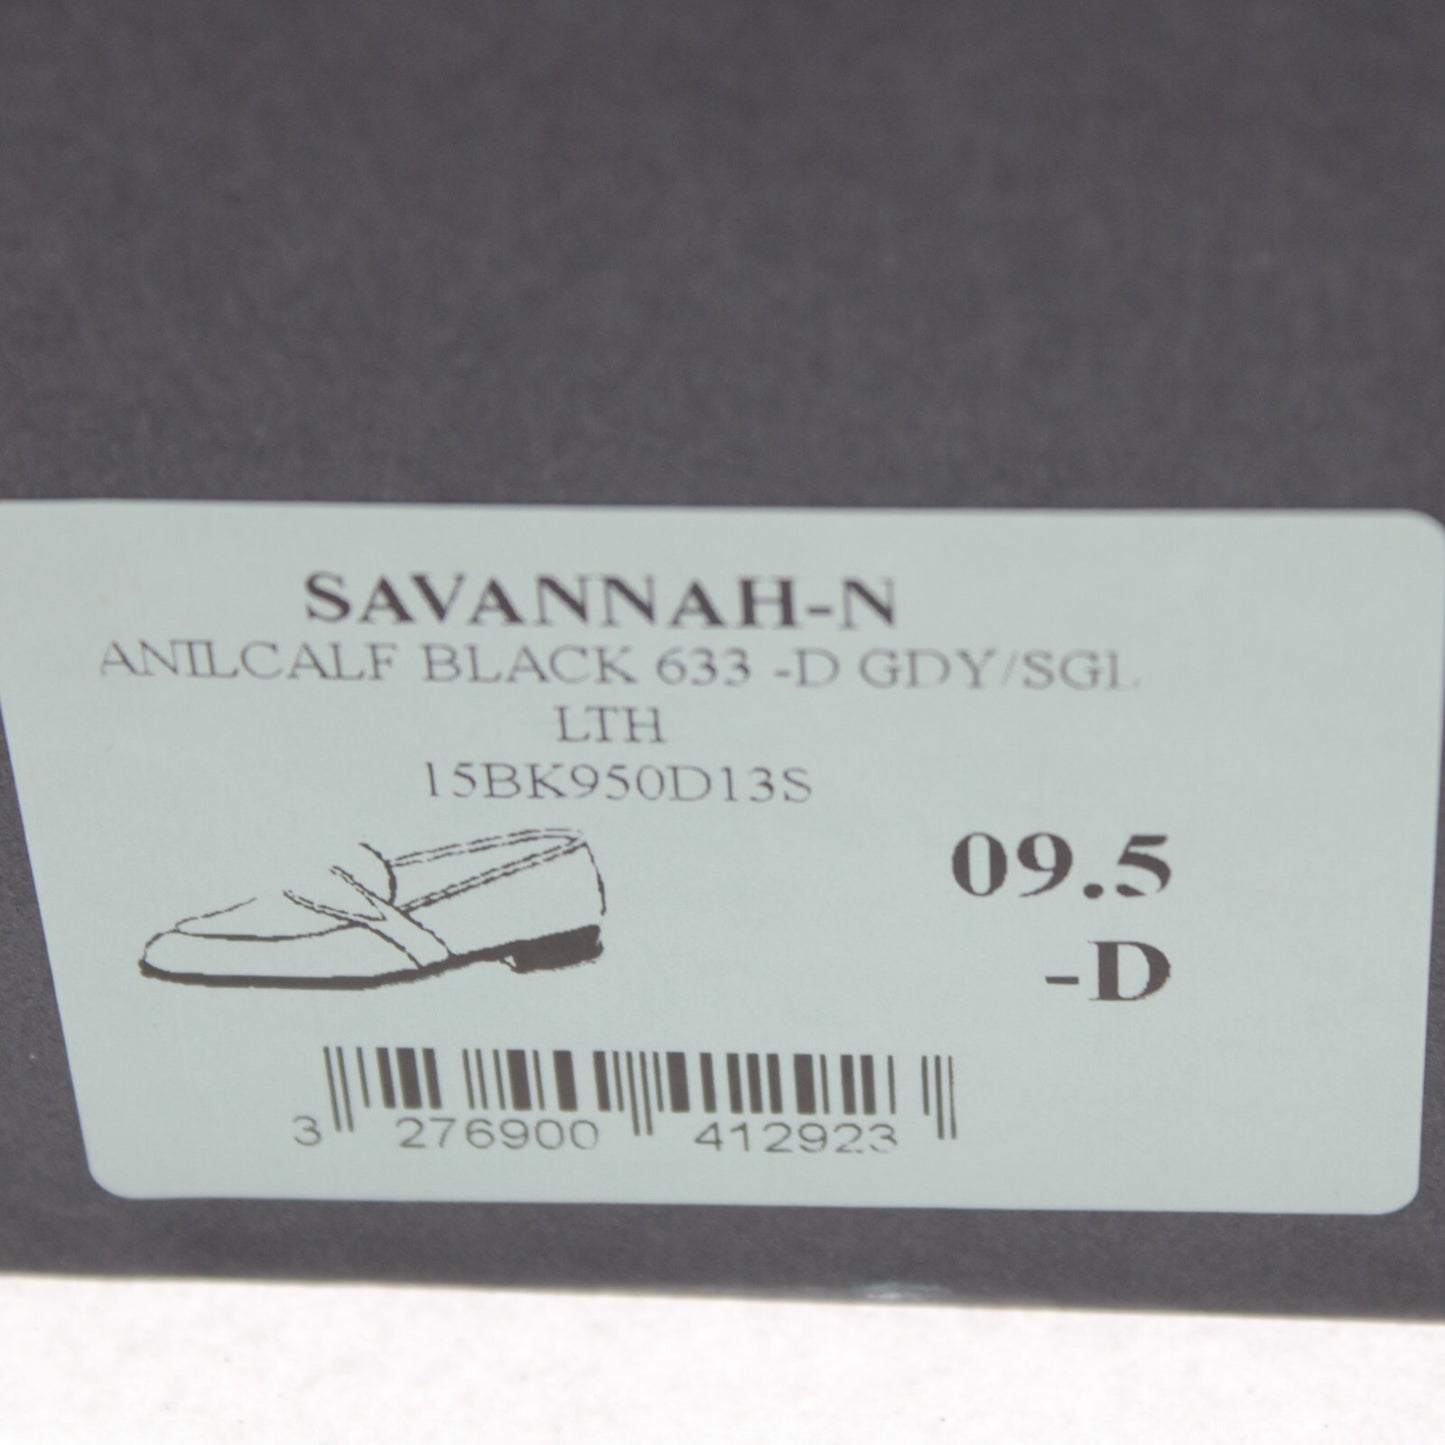 SAVANNAH-N
ANILCALF BLACK 633 -D GDY/SGL
LTH
15BK950D13S
09.5
-D
3 276900 412923